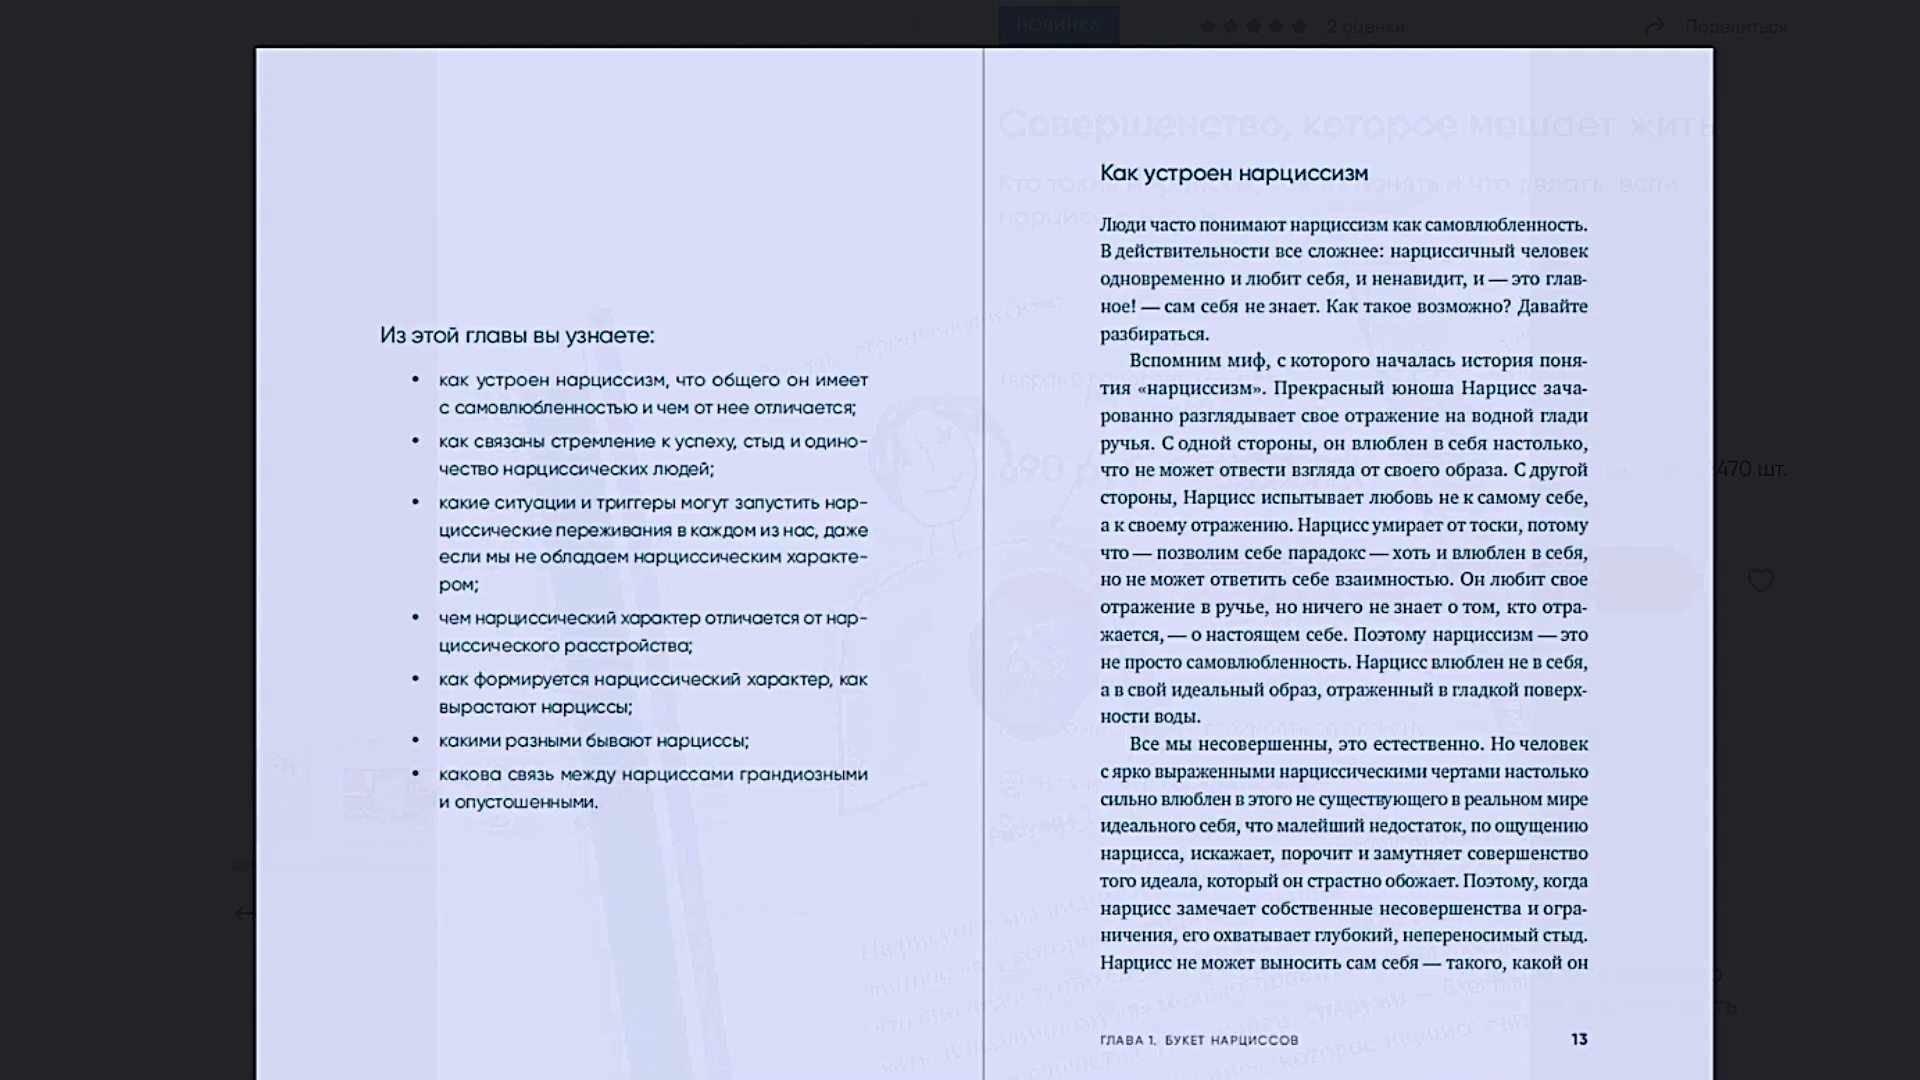 НОВИНКА
2 оценки
Поделиться
Совершенство, которое мешает жить
Из этой главы вы узнаете:
• как устроен нарциссизм, что общего он имеет
с самовлюбленностью и чем от нее отличается;
• как связаны стремление к успеху, стыд и одино-
чество нарциссических людей;
• какие ситуации и триггеры могут запустить нар-
циссические переживания в каждом из нас, даже
если мы не обладаем нарциссическим характе-
ром;
• чем нарциссический характер отличается от нар-
циссического расстройства;
• как формируется нарциссический характер, как
вырастают нарциссы;
• какими разными бывают нарциссы;
• какова связь между нарциссами грандиозными
и опустошенными.
Как устроен нарциссизм
Люди часто понимают нарциссизм как самовлюбленность.
В действительности все сложнее: нарциссичный человек
одновременно и любит себя, и ненавидит, и — это глав-
ное! — сам себя не знает. Как такое возможно? Давайте
разбираться.
Вспомним миф, с которого началась история поня-
тия «нарциссизм». Прекрасный юноша Нарцисс зача-
рованно разглядывает свое отражение на водной глади
ручья. С одной стороны, он влюблен в себя настолько,
что не может отвести взгляда от своего образа. С другой
стороны, Нарцисс испытывает любовь не к самому себе,
а к своему отражению. Нарцисс умирает от тоски, потому
что — позволим себе парадокс — хоть и влюблен в себя,
но не может ответить себе взаимностью. Он любит свое
отражение в ручье, но ничего не знает о том, кто отра-
жается, — о настоящем себе. Поэтому нарциссизм — это
не просто самовлюбленность. Нарцисс влюблен не в себя,
а в свой идеальный образ, отраженный в гладкой поверх-
ности воды.
Все мы несовершенны, это естественно. Но человек
с ярко выраженными нарциссическими чертами настолько
сильно влюблен в этого не существующего в реальном мире
идеального себя, что малейший недостаток, по ощущению
нарцисса, искажает, порочит и замутняет совершенство
того идеала, который он страстно обожает. Поэтому, когда
нарцисс замечает собственные несовершенства и огра-
ничения, его охватывает глубокий, непереносимый стыд.
Нарцисс не может выносить сам себя — такого, какой он
690
470 шт.
ГЛАВА 1. БУКЕТ НАРЦИССОВ
13